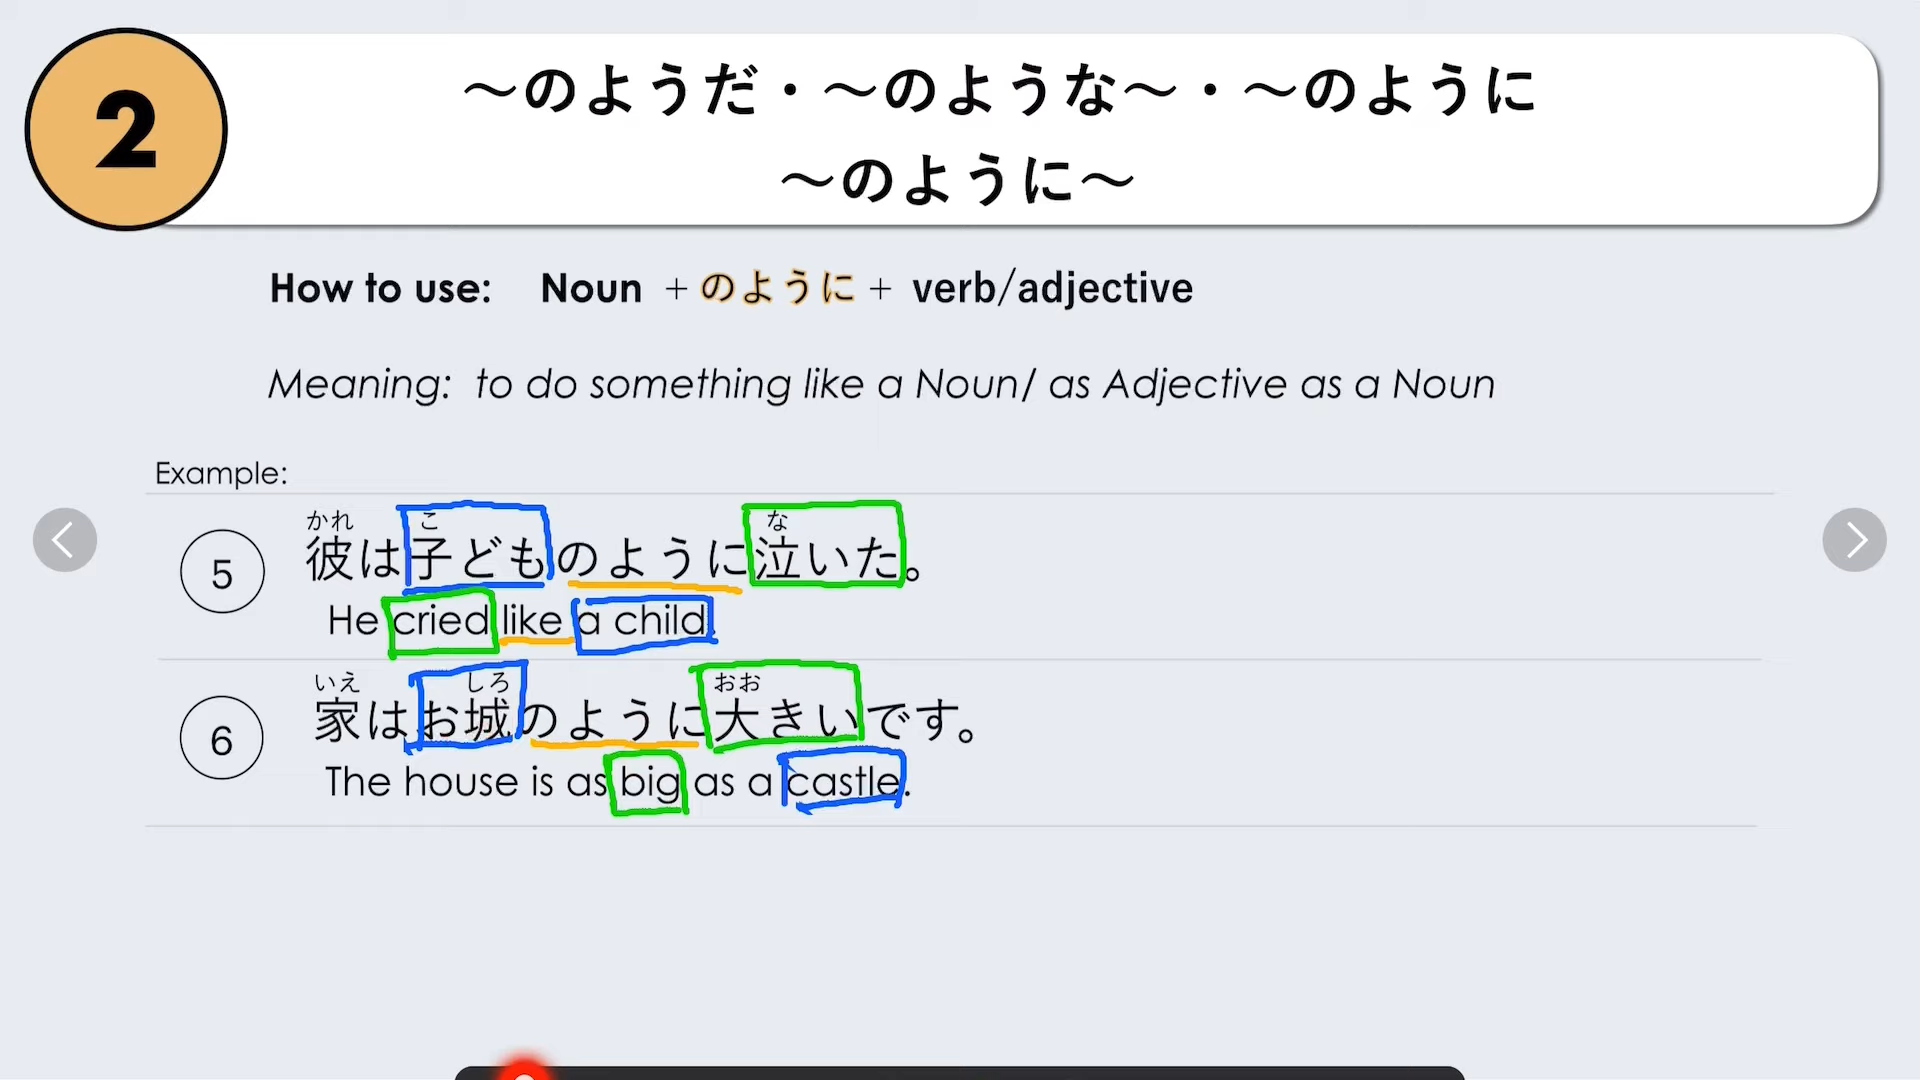 2
～のようだ・～のような～・～のように
～のように～
How to use: Noun + のように + verb/adjective
Meaning: to do something like a Noun/ as Adjective as a Noun
Example:
かれ こ な
5 彼は子どものように泣いた。
He cried like a child.
いえ しろ おお
6 家はお城のように大きいです。
The house is as big as a castle.